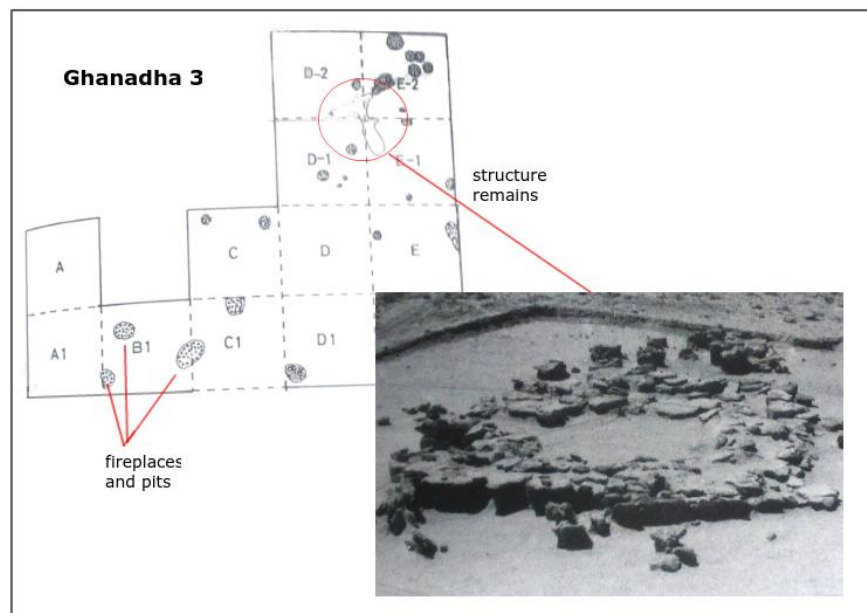 Ghanadha 3
D-2
E-2
D-1
E-1
structure
remains
A
C
D
E
A1
B1
C1
D1
fireplaces
and pits